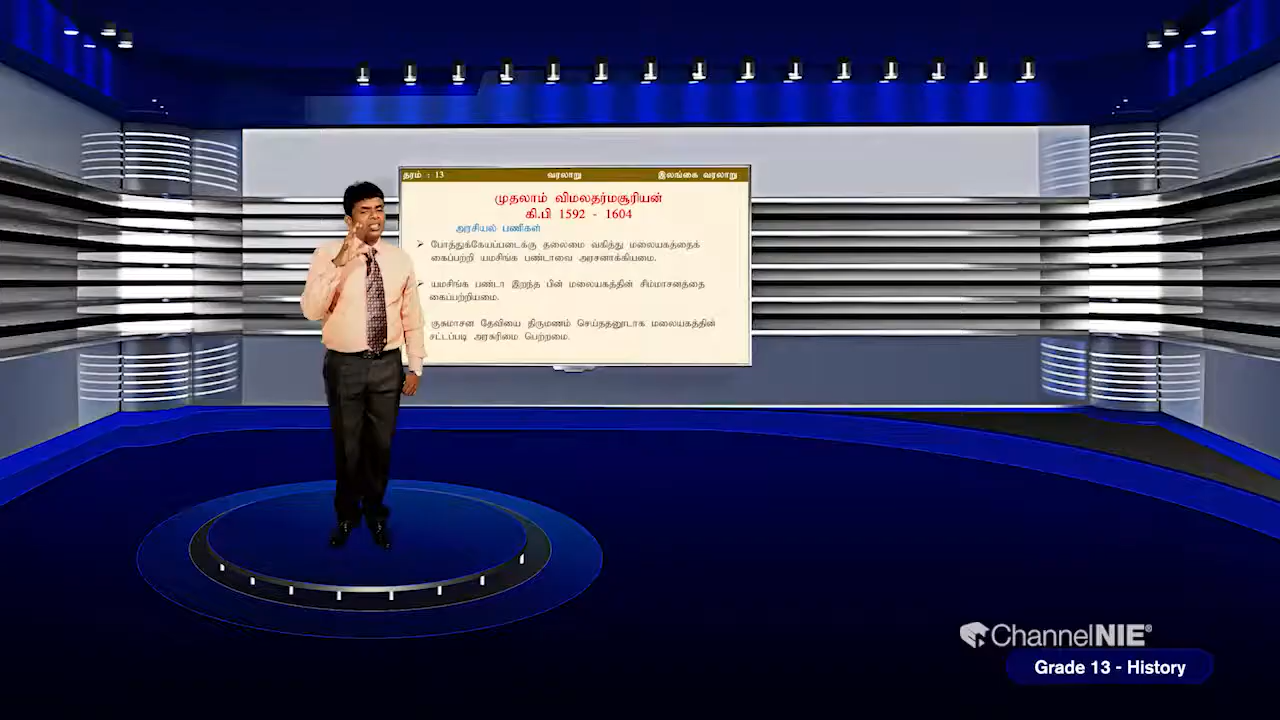 தரம் : 13 வரலாறு இலங்கை வரலாறு
முதலாம் விமலதர்மசூரியன்
கி.பி 1592 - 1604
அரசியல் பணிகள்
➢ போத்துக்கேயப்படைக்கு தலைமை வகித்து மலையகத்தைக்
கைப்பற்றி யமசிங்க பண்டாவை அரசனாக்கியமை.
➢ யமசிங்க பண்டா இறந்த பின் மலையகத்தின் சிம்மாசனத்தை
கைப்பற்றியமை.
குசுமாசன தேவியை திருமணம் செய்ததனூடாக மலையகத்தின்
சட்டப்படி அரசுரிமை பெற்றமை.
ChannelNIE®
Grade 13 - History